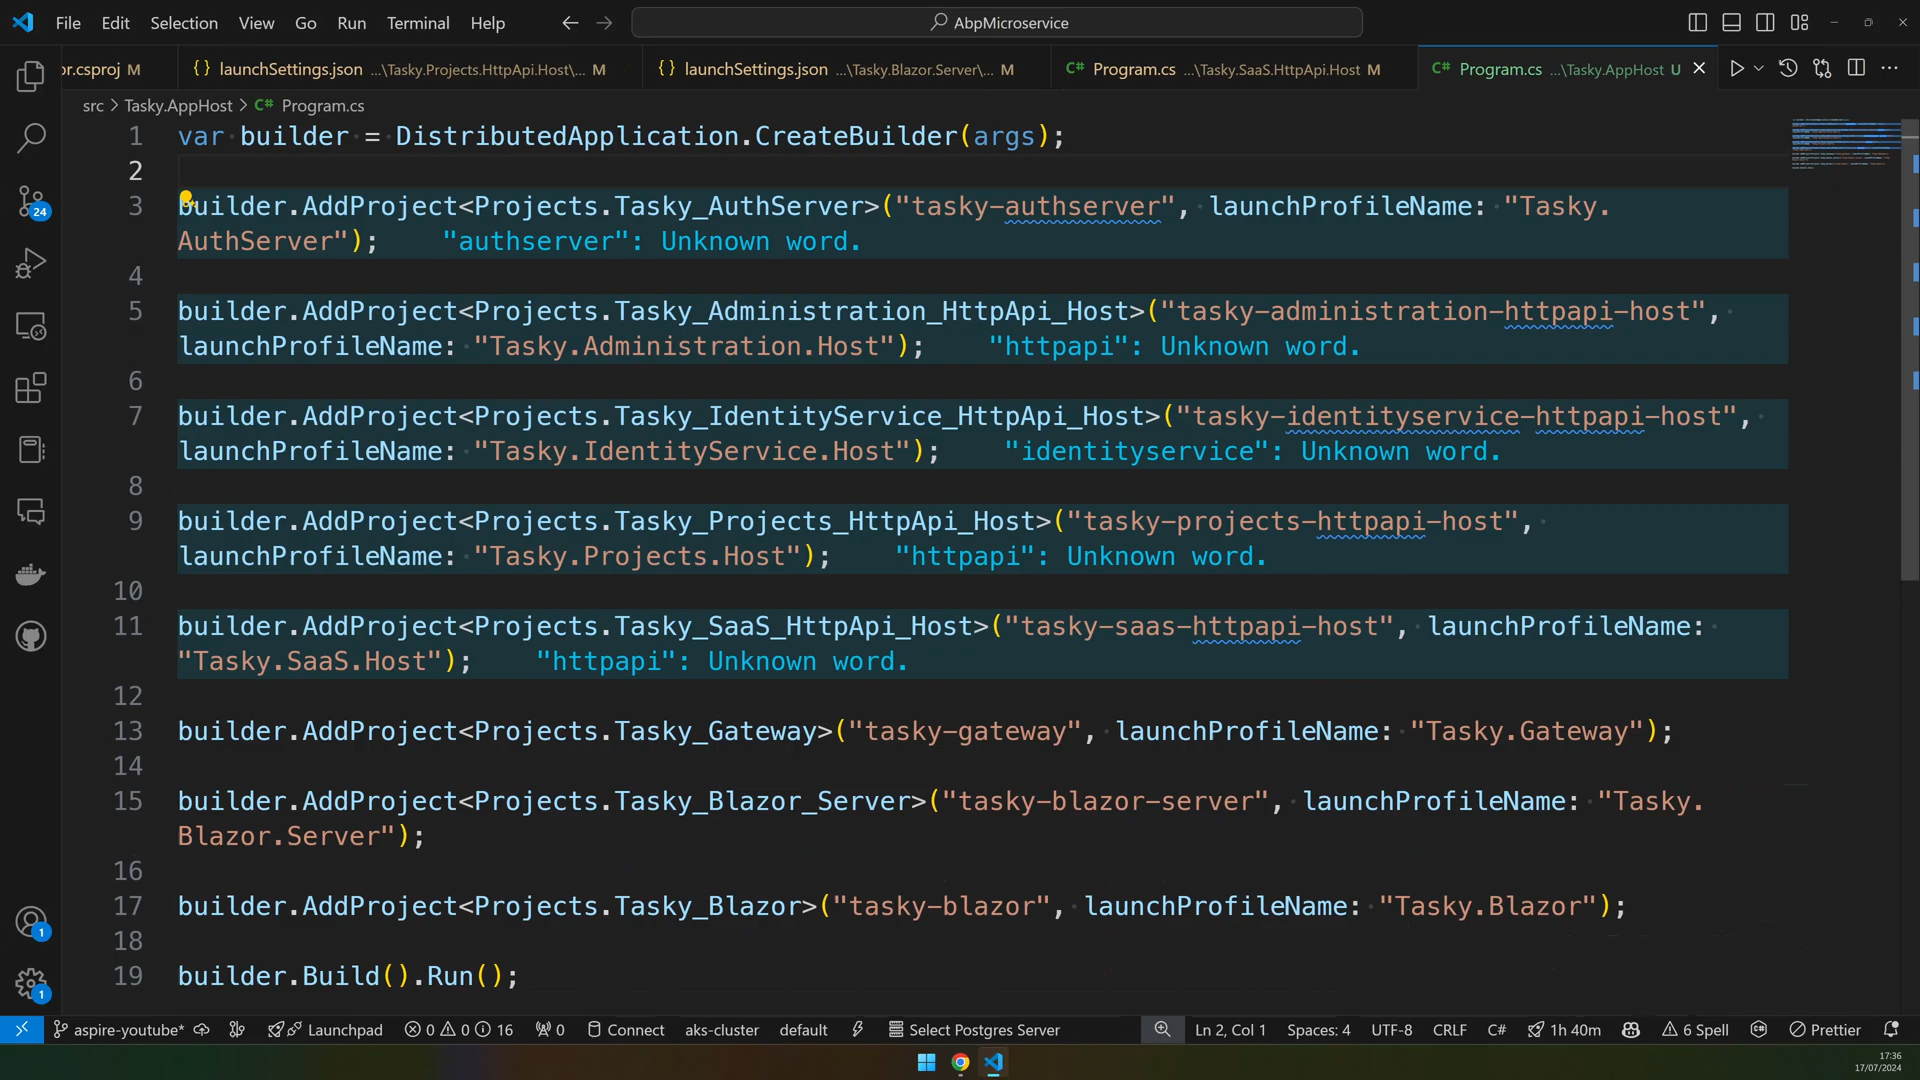 File Edit Selection View Go Run Terminal Help
AbpMicroservice
or.csproj M
launchSettings.json ...\Tasky.Projects.HttpApi.Host\... M
launchSettings.json ...\Tasky.Blazor.Server\... M
Program.cs ...\Tasky.SaaS.HttpApi.Host M
Program.cs ...\Tasky.AppHost U
src > Tasky.AppHost > Program.cs
1 var builder = DistributedApplication.CreateBuilder(args);
2
3 builder.AddProject<Projects.Tasky_AuthServer>("tasky-authserver", launchProfileName: "Tasky.
AuthServer"); "authserver": Unknown word.
4
5 builder.AddProject<Projects.Tasky_Administration_HttpApi_Host>("tasky-administration-httpapi-host",
launchProfileName: "Tasky.Administration.Host"); "httpapi": Unknown word.
6
7 builder.AddProject<Projects.Tasky_IdentityService_HttpApi_Host>("tasky-identityservice-httpapi-host",
launchProfileName: "Tasky.IdentityService.Host"); "identityservice": Unknown word.
8
9 builder.AddProject<Projects.Tasky_Projects_HttpApi_Host>("tasky-projects-httpapi-host",
launchProfileName: "Tasky.Projects.Host"); "httpapi": Unknown word.
10
11 builder.AddProject<Projects.Tasky_SaaS_HttpApi_Host>("tasky-saas-httpapi-host", launchProfileName:
"Tasky.SaaS.Host"); "httpapi": Unknown word.
12
13 builder.AddProject<Projects.Tasky_Gateway>("tasky-gateway", launchProfileName: "Tasky.Gateway");
14
15 builder.AddProject<Projects.Tasky_Blazor_Server>("tasky-blazor-server", launchProfileName: "Tasky.
Blazor.Server");
16
17 builder.AddProject<Projects.Tasky_Blazor>("tasky-blazor", launchProfileName: "Tasky.Blazor");
18
19 builder.Build().Run();
24
1
1
aspire-youtube* Launchpad 0 0 16 0 Connect aks-cluster default Select Postgres Server Ln 2, Col 1 Spaces: 4 UTF-8 CRLF C# 1h 40m 6 Spell Prettier
17:36
17/07/2024